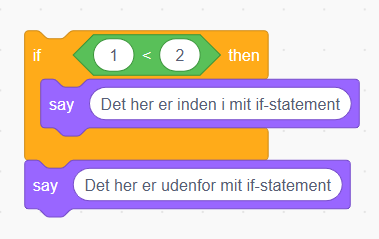 if 1 < 2 then
say Det her er inden i mit if-statement
say Det her er udenfor mit if-statement